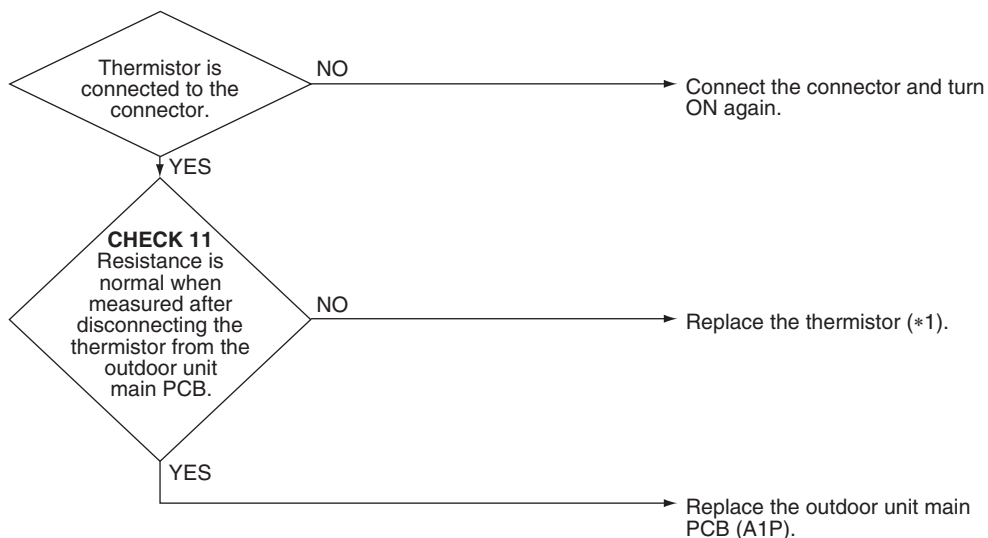 Thermistor is
connected to the
connector.
NO
Connect the connector and turn
ON again.
YES
CHECK 11
Resistance is
normal when
measured after
disconnecting the
thermistor from the
outdoor unit
main PCB.
NO
Replace the thermistor (*1).
YES
Replace the outdoor unit main
PCB (A1P).